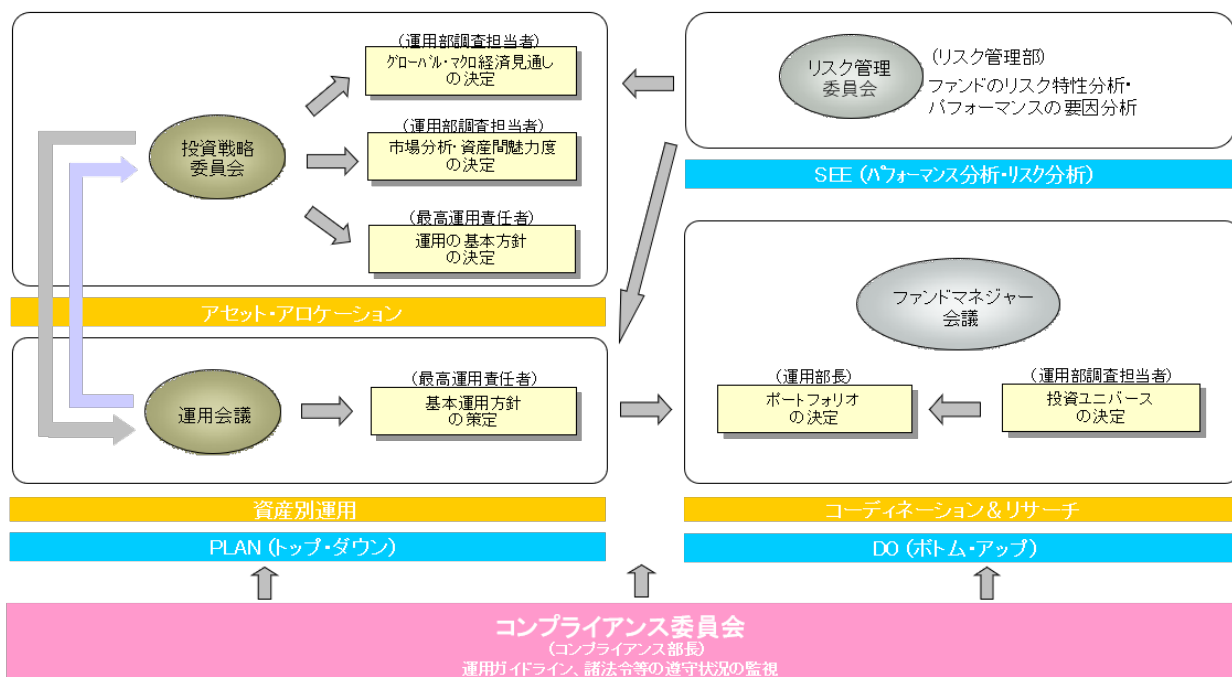 (運用部調査担当者)
グローバル・マクロ経済見通し
の決定
投資戦略
委員会
(運用部調査担当者)
市場分析・資産間魅力度
の決定
(最高運用責任者)
運用の基本方針
の決定
アセット・アロケーション
リスク管理
委員会
(リスク管理部)
ファンドのリスク特性分析・
パフォーマンスの要因分析
SEE (パフォーマンス分析・リスク分析)
運用会議
(最高運用責任者)
基本運用方針
の策定
資産別運用
PLAN (トップ・ダウン)
ファンドマネジャー
会議
(運用部長)
ポートフォリオ
の決定
(運用部調査担当者)
投資ユニバース
の決定
コーディネーション&リサーチ
DO (ボトム・アップ)
コンプライアンス委員会
(コンプライアンス部長)
運用ガイドライン、諸法令等の遵守状況の監視